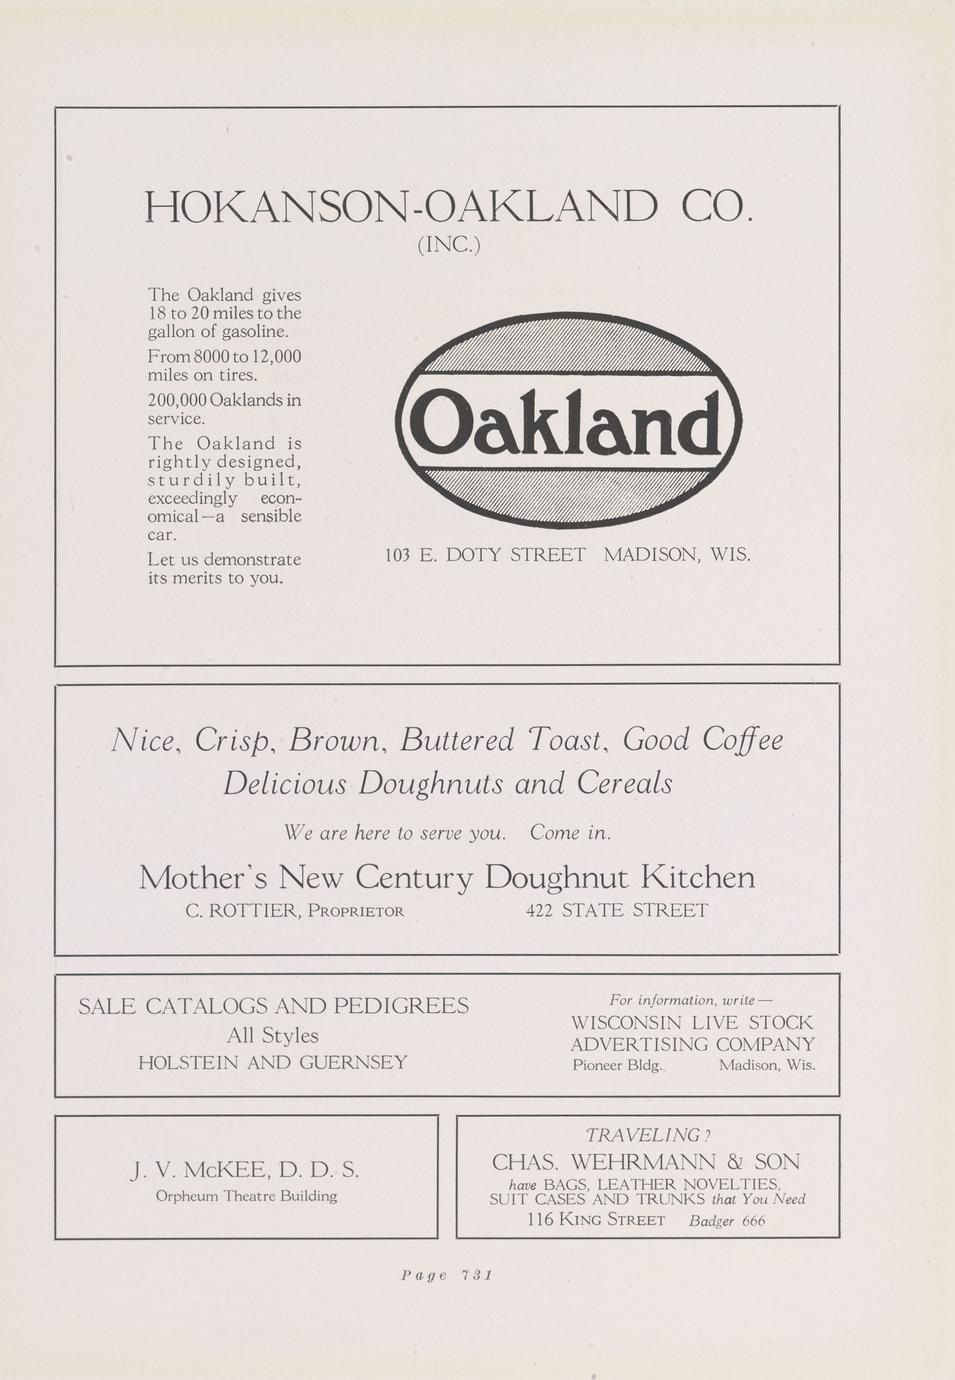 HOKANSON-OAKLAND CO.
(INC.)
The Oakland gives
18 to 20 miles to the
gallon of gasoline.
From 8000 to 12,000
miles on tires.
200,000 Oaklands in
service.
The Oakland is
rightly designed,
sturdily built,
exceedingly econ-
omical—a sensible
car.
Let us demonstrate
its merits to you.
Oakland
103 E. DOTY STREET MADISON, WIS.
Nice, Crisp, Brown, Buttered Toast, Good Coffee
Delicious Doughnuts and Cereals
We are here to serve you. Come in.
Mother's New Century Doughnut Kitchen
C. ROTTIER, PROPRIETOR 422 STATE STREET
SALE CATALOGS AND PEDIGREES
All Styles
HOLSTEIN AND GUERNSEY
For information, write—
WISCONSIN LIVE STOCK
ADVERTISING COMPANY
Pioneer Bldg. Madison, Wis.
J. V. McKEE, D. D. S.
Orpheum Theatre Building
TRAVELING?
CHAS. WEHRMANN & SON
have BAGS, LEATHER NOVELTIES,
SUIT CASES AND TRUNKS that You Need
116 KING STREET Badger 666
Page 731